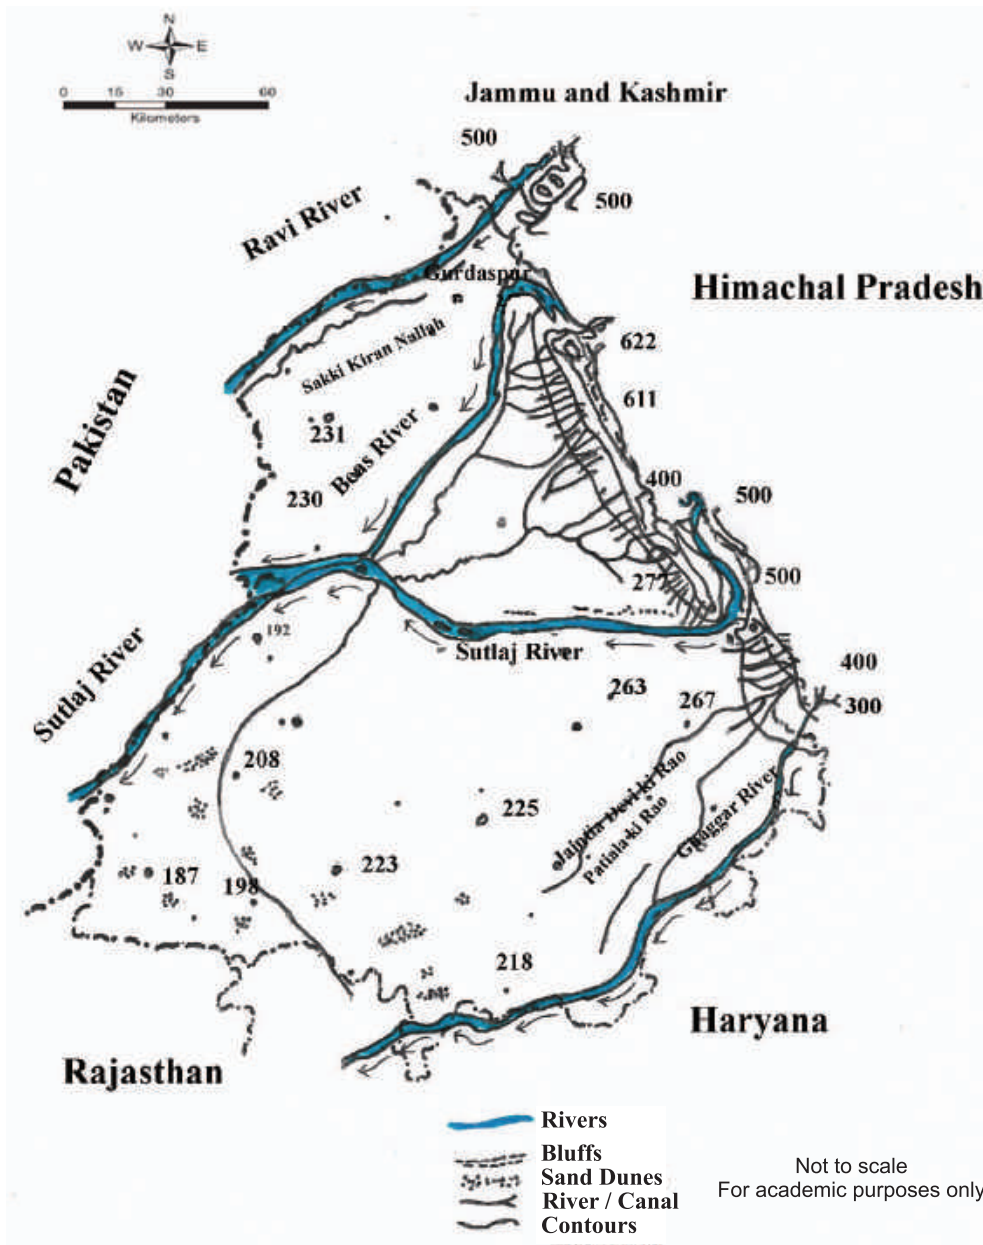 N
W E
S
0 15 30 60
Kilometers
Jammu and Kashmir
500
500
Ravi River
Gurdaspur
Himachal Pradesh
622
Sakki Kiran Nallah
611
Pakistan
231
Beas River
230
400
500
277
500
192
Sutlaj River
Sutlaj River
400
263
267
300
208
225
Jaintia Devi ki Rao
Patialaki Rao
Ghaggar River
223
187
198
218
Haryana
Rajasthan
Rivers
Bluffs
Sand Dunes
River / Canal
Contours
Not to scale
For academic purposes only